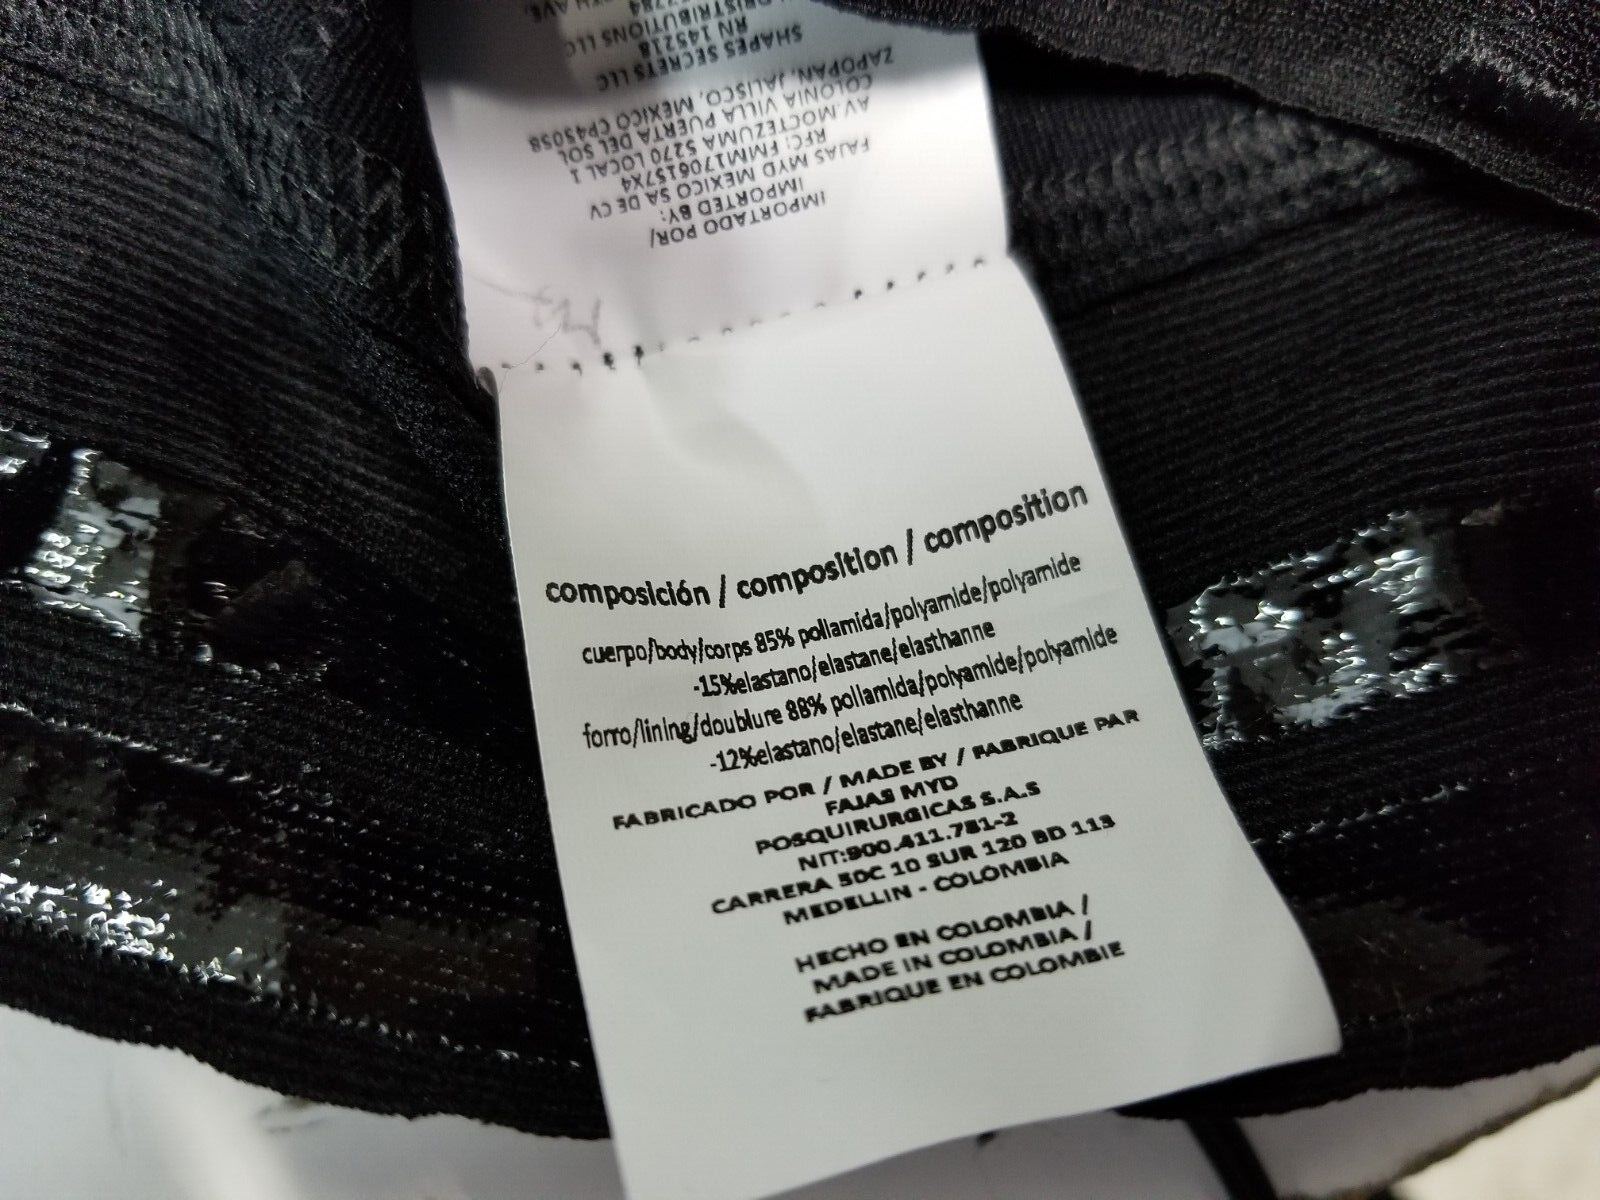 IMPORTADO POR/
IMPORTED BY:
FAJAS MYD MEXICO SA DE CV
RFC: FMM1706157X4
AV. MOCTEZUMA 5270 LOCAL 1
COLONIA VILLA PUERTA DEL SOL
ZAPOPAN, JALISCO, MEXICO CP45058
SHAPES SECRETS LLC
RN 145218
DISTRIBUTIONS LLC
AVE.
composición / composition / composition
cuerpo/body/corps 85% poliamida/polyamide/polyamide
-15%elastano/elastane/elasthanne
forro/lining/doublure 88% poliamida/polyamide/polyamide
-12%elastano/elastane/elasthanne
FABRICADO POR / MADE BY / FABRIQUE PAR
FAJAS MYD
POSQUIRURGICAS S.A.S
NIT:900.411.781-2
CARRERA 50C 10 SUR 120 BD 113
MEDELLIN - COLOMBIA
HECHO EN COLOMBIA /
MADE IN COLOMBIA /
FABRIQUE EN COLOMBIE